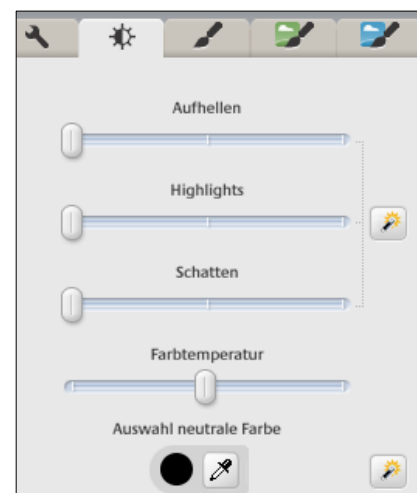 Aufhellen
Highlights
Schatten
Farbtemperatur
Auswahl neutrale Farbe